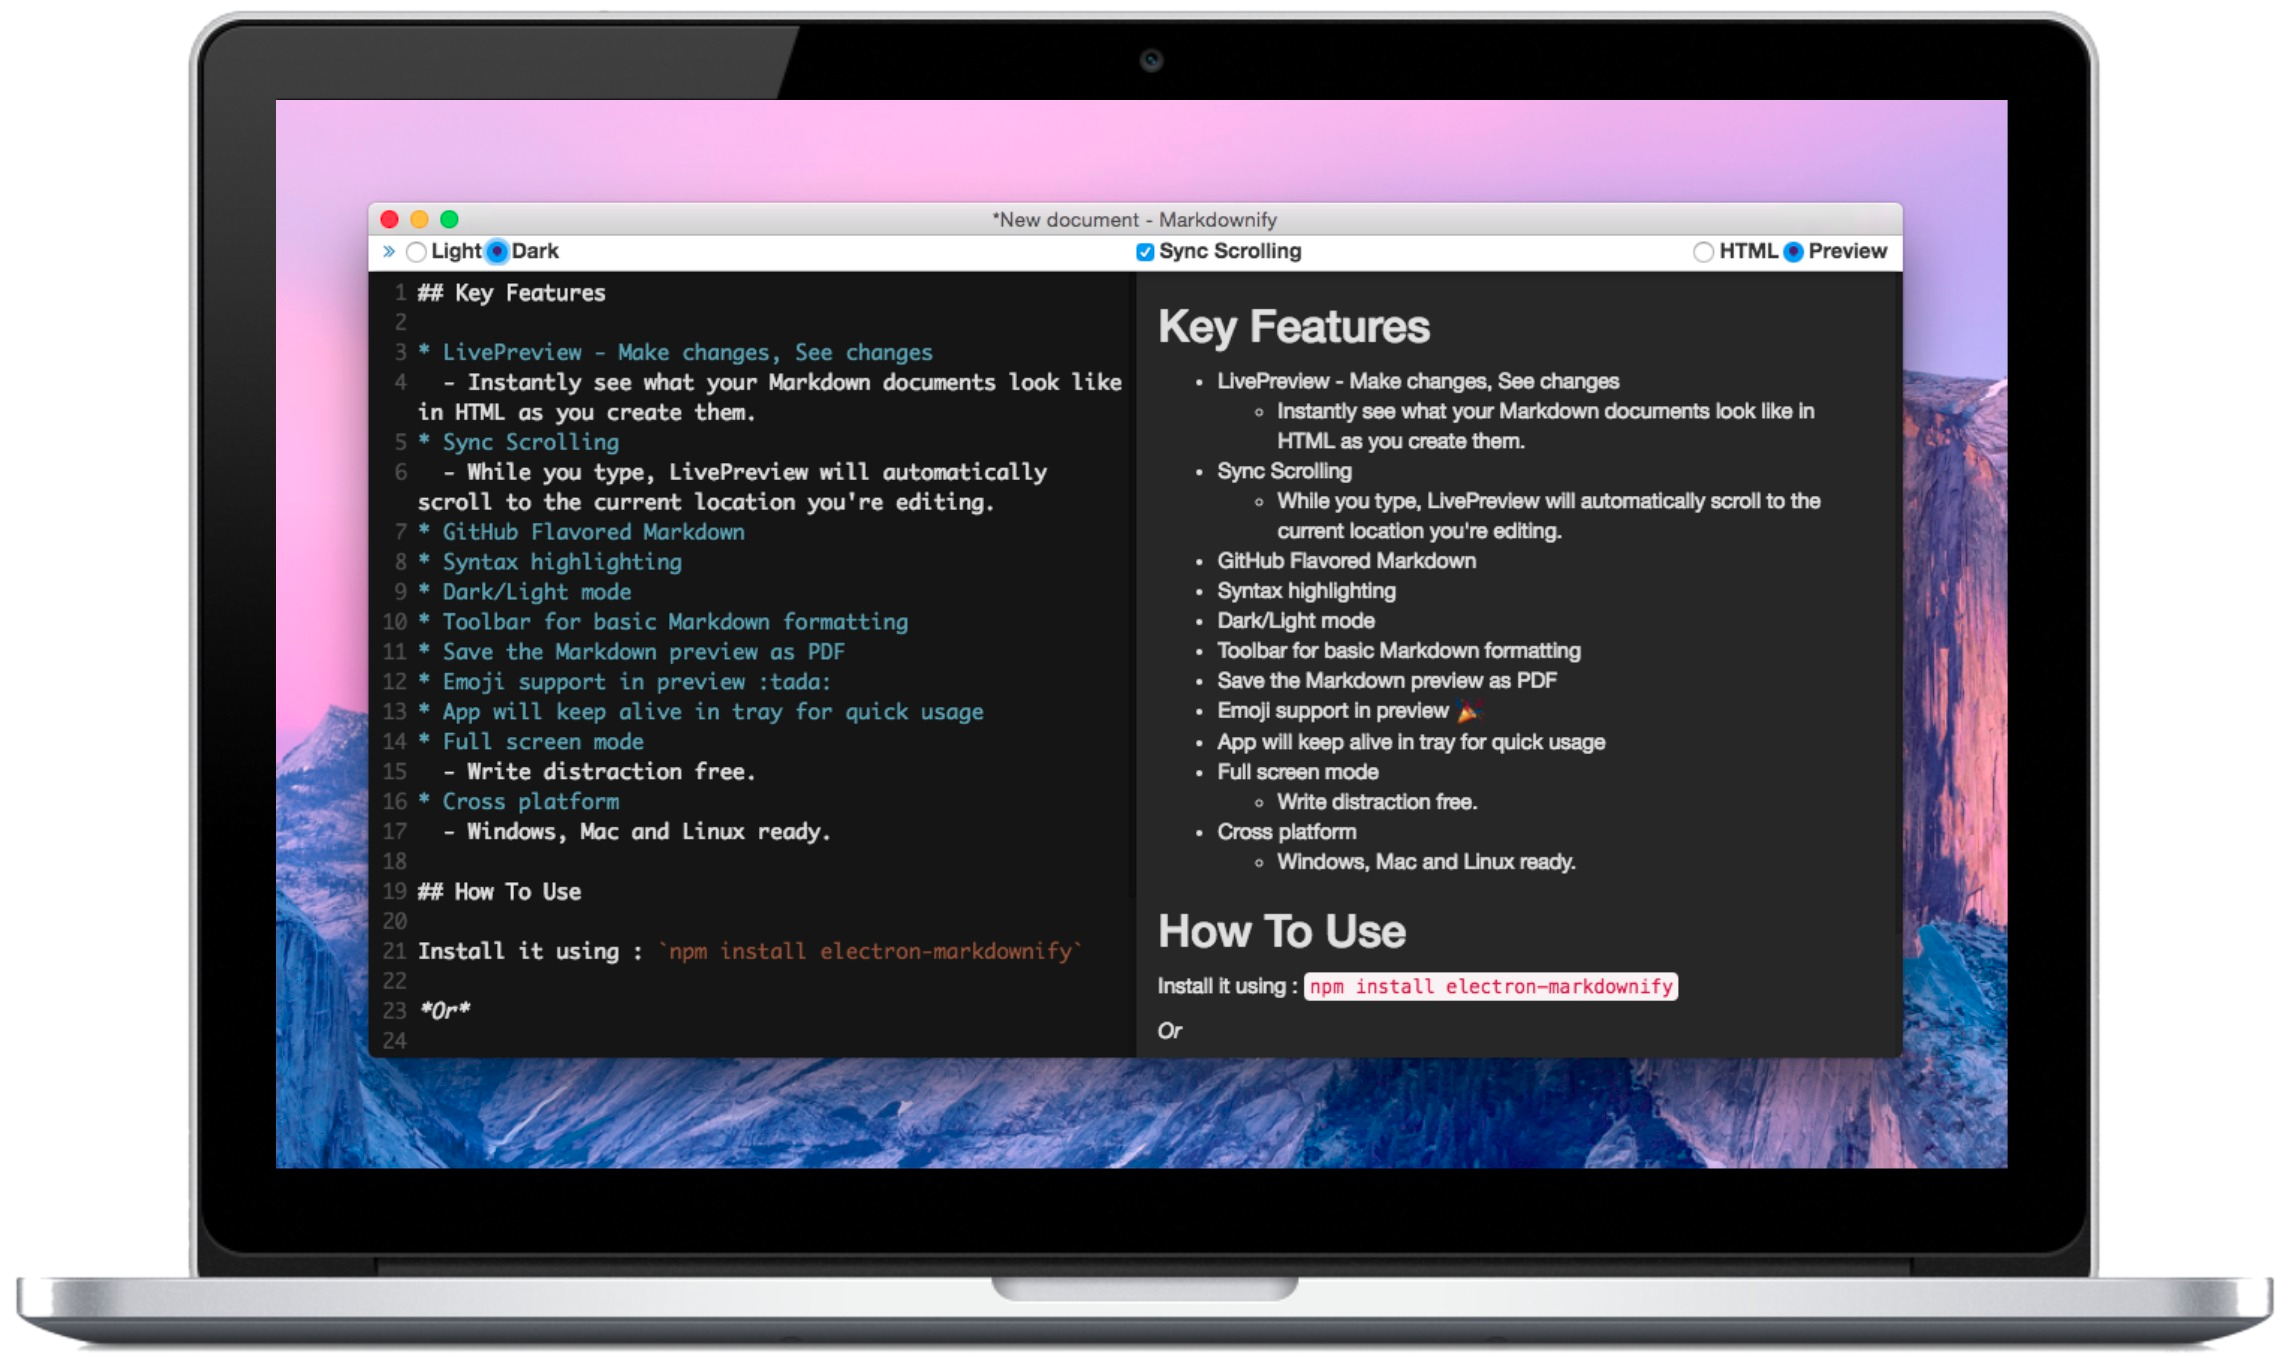 *New document - Markdownify
» Light Dark
Sync Scrolling
HTML Preview
1 ## Key Features
2
3 * LivePreview - Make changes, See changes
4 - Instantly see what your Markdown documents look like
in HTML as you create them.
5 * Sync Scrolling
6 - While you type, LivePreview will automatically
scroll to the current location you're editing.
7 * GitHub Flavored Markdown
8 * Syntax highlighting
9 * Dark/Light mode
10 * Toolbar for basic Markdown formatting
11 * Save the Markdown preview as PDF
12 * Emoji support in preview :tada:
13 * App will keep alive in tray for quick usage
14 * Full screen mode
15 - Write distraction free.
16 * Cross platform
17 - Windows, Mac and Linux ready.
18
19 ## How To Use
20
21 Install it using : `npm install electron-markdownify`
22
23 *Or*
24
Key Features
• LivePreview - Make changes, See changes
◦ Instantly see what your Markdown documents look like in
HTML as you create them.
• Sync Scrolling
◦ While you type, LivePreview will automatically scroll to the
current location you're editing.
• GitHub Flavored Markdown
• Syntax highlighting
• Dark/Light mode
• Toolbar for basic Markdown formatting
• Save the Markdown preview as PDF
• Emoji support in preview 🎉
• App will keep alive in tray for quick usage
• Full screen mode
◦ Write distraction free.
• Cross platform
◦ Windows, Mac and Linux ready.
How To Use
Install it using : npm install electron-markdownify
Or